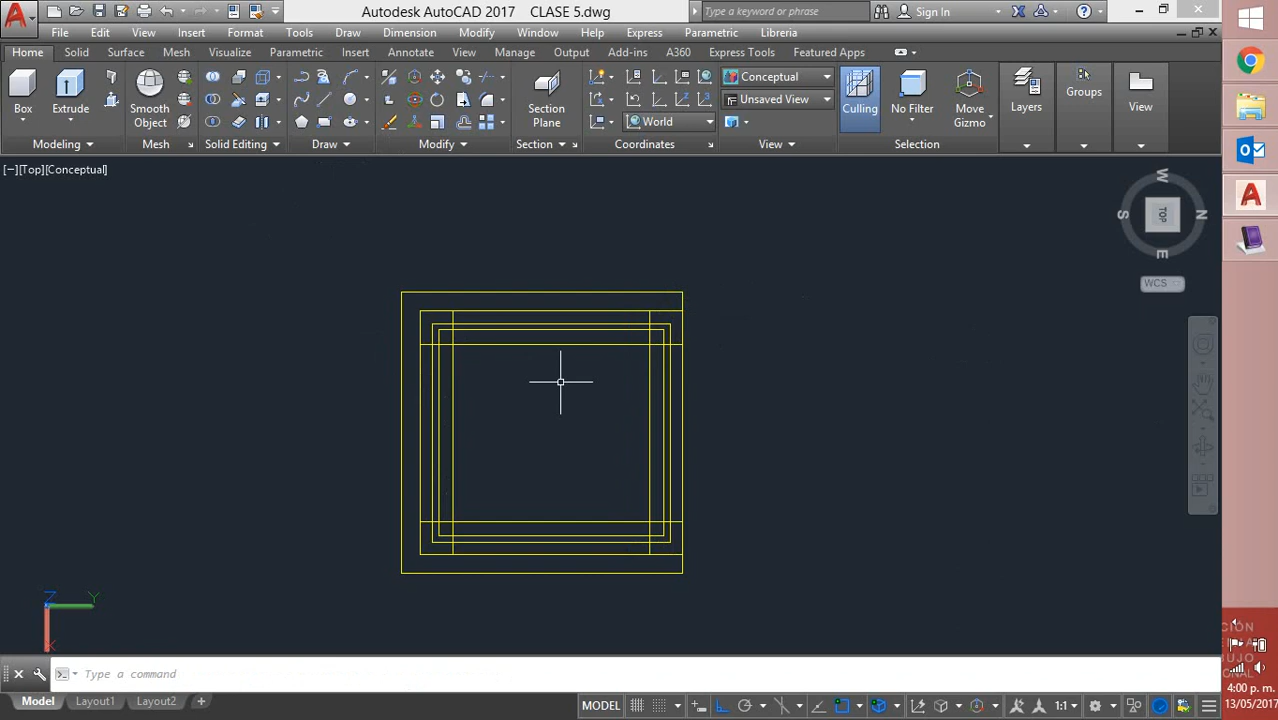 Autodesk AutoCAD 2017 CLASE 5.dwg
Type a keyword or phrase
Sign In
File Edit View Insert Format Tools Draw Dimension Modify Window Help Express Parametric Libreria
Home Solid Surface Mesh Visualize Parametric Insert Annotate View Manage Output Add-ins A360 Express Tools Featured Apps
Box
Extrude
Smooth
Object
Section
Plane
World
Conceptual
Unsaved View
Culling
No Filter
Move
Gizmo
Layers
Groups
View
Modeling
Mesh
Solid Editing
Draw
Modify
Section
Coordinates
View
Selection
[−][Top][Conceptual]
W
S
TOP
N
E
WCS
Z
Y
X
Type a command
Model
Layout1
Layout2
MODEL
1:1
4:00 p. m.
13/05/2017